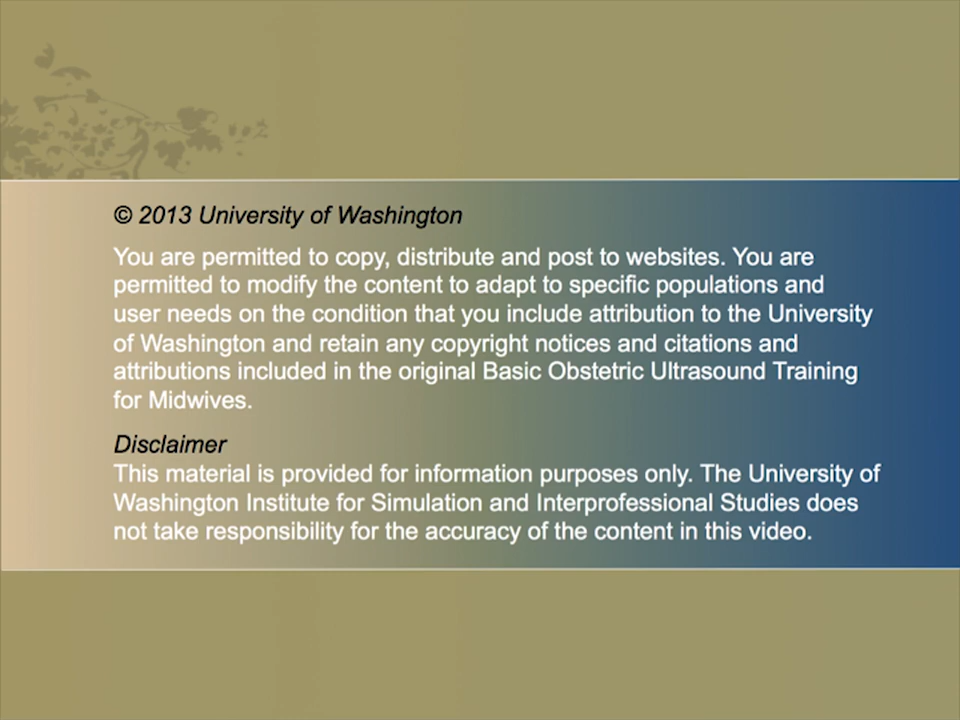 © 2013 University of Washington
You are permitted to copy, distribute and post to websites. You are
permitted to modify the content to adapt to specific populations and
user needs on the condition that you include attribution to the University
of Washington and retain any copyright notices and citations and
attributions included in the original Basic Obstetric Ultrasound Training
for Midwives.
Disclaimer
This material is provided for information purposes only. The University of
Washington Institute for Simulation and Interprofessional Studies does
not take responsibility for the accuracy of the content in this video.